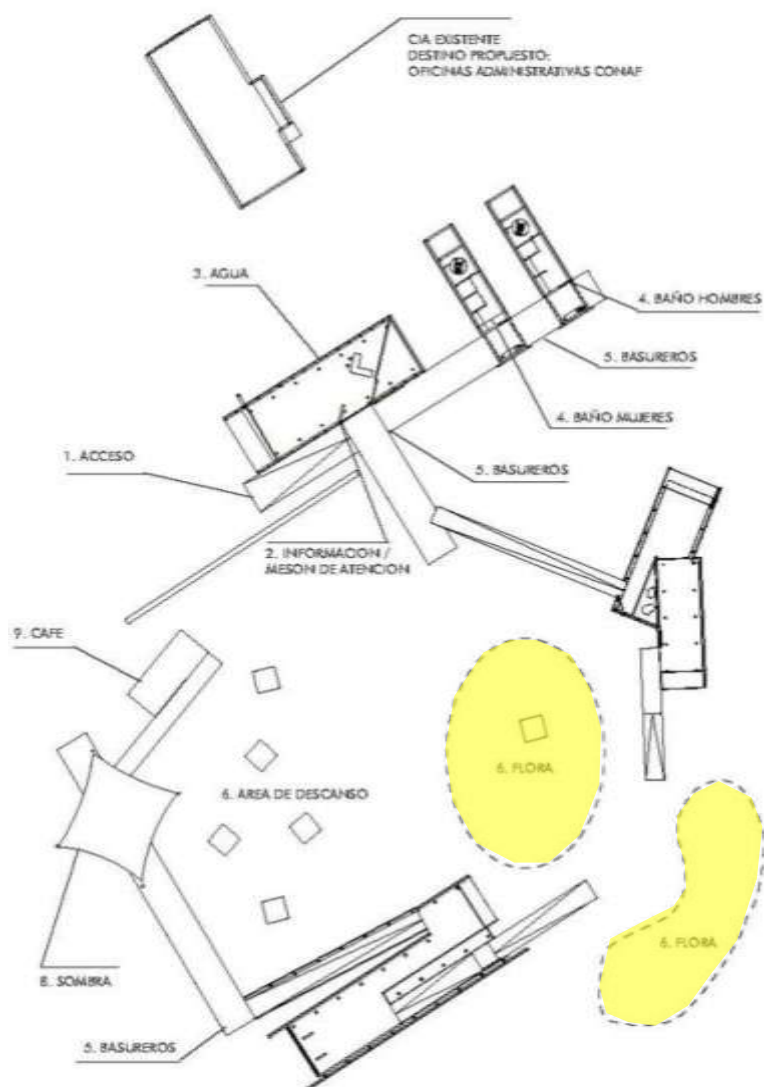 CIA EXISTENTE
DESTINO PROPUESTO:
OFICINAS ADMINISTRATIVAS CONAF
3. AGUA
4. BAÑO HOMBRES
5. BASUREROS
4. BAÑO MUJERES
1. ACCESO
5. BASUREROS
2. INFORMACION /
MESON DE ATENCION
9. CAFE
6. FLORA
6. AREA DE DESCANSO
6. FLORA
8. SOMBRA
5. BASUREROS